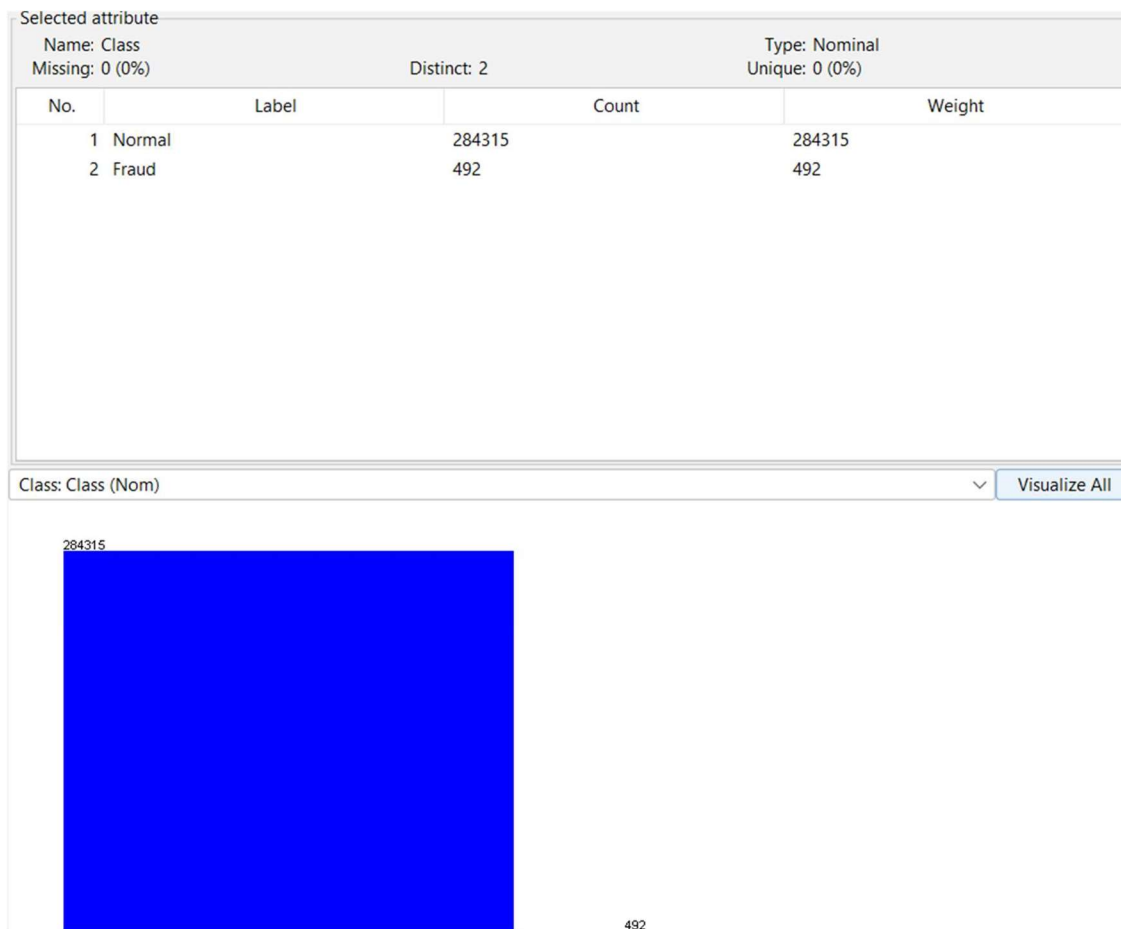 Selected attribute
Name: Class Type: Nominal
Missing: 0 (0%) Distinct: 2 Unique: 0 (0%)
No. Label Count Weight
1 Normal 284315 284315
2 Fraud 492 492
Class: Class (Nom) Visualize All
284315
492